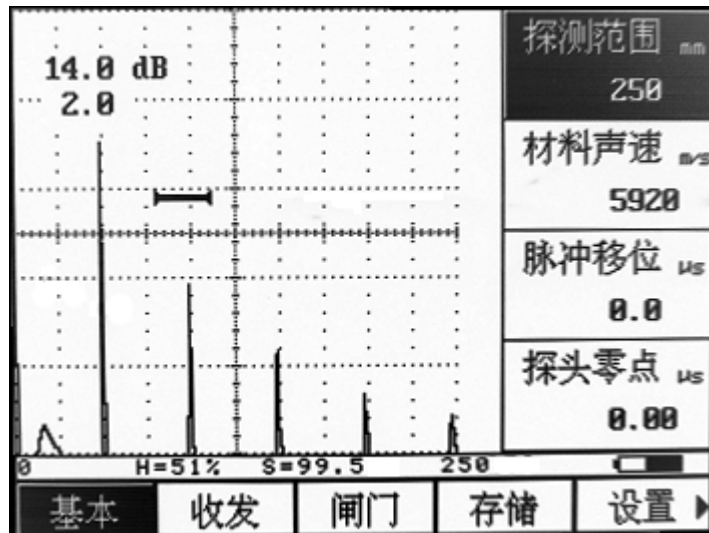 14.0 dB
2.0
探测范围 mm
250
材料声速 m/s
5920
脉冲移位 μs
0.0
探头零点 μs
0.00
0 H=51% S=99.5 250
基本 收发 闸门 存储 设置